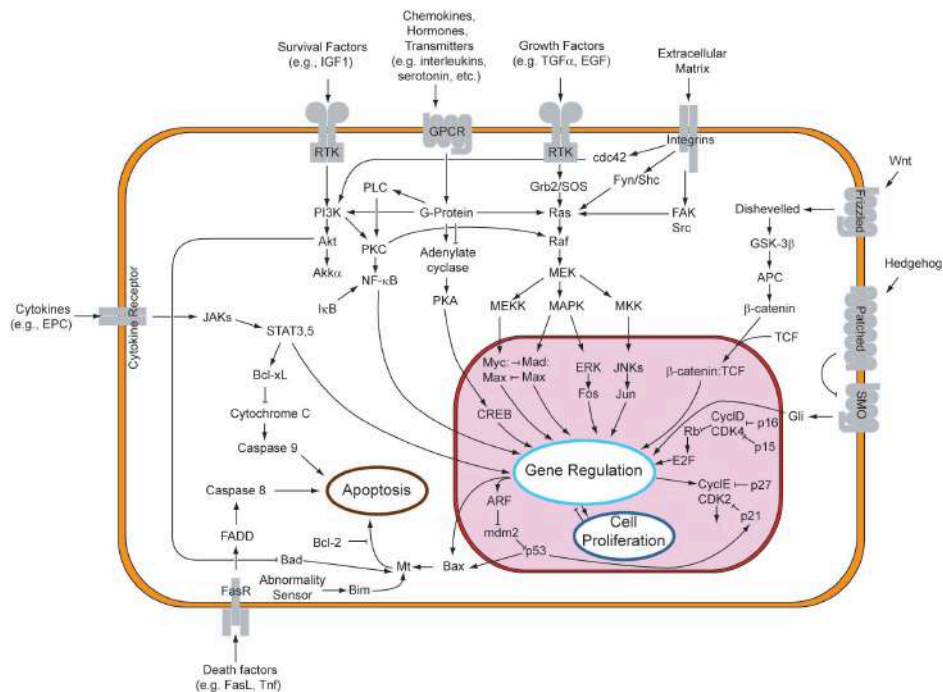 Chemokines,
Hormones,
Transmitters
(e.g. interleukins,
serotonin, etc.)
Survival Factors
(e.g., IGF1)
Growth Factors
(e.g. TGFα, EGF)
Extracellular
Matrix
GPCR
RTK
RTK
Integrins
cdc42
Wnt
PLC
Grb2/SOS
Fyn/Shc
Frizzled
PI3K
G-Protein
Ras
FAK
Src
Dishevelled
Akt
PKC
Adenylate
cyclase
Raf
GSK-3β
Hedgehog
Akkα
NF-κB
MEK
APC
IκB
PKA
MEKK
MAPK
MKK
β-catenin
Patched
Cytokines
(e.g., EPC)
Cytokine Receptor
JAKs
STAT3,5
TCF
Myc:
Max
Mad:
Max
ERK
Fos
JNKs
Jun
β-catenin:TCF
Bcl-xL
SMO
Cytochrome C
CREB
Gli
CyclD
CDK4
p16
p15
Rb
E2F
Caspase 9
Gene Regulation
CyclE
CDK2
p27
p21
Caspase 8
Apoptosis
ARF
FADD
Bcl-2
mdm2
Cell
Proliferation
p53
Bad
Mt
Bax
FasR
Abnormality
Sensor
Bim
Death factors
(e.g. FasL, Tnf)